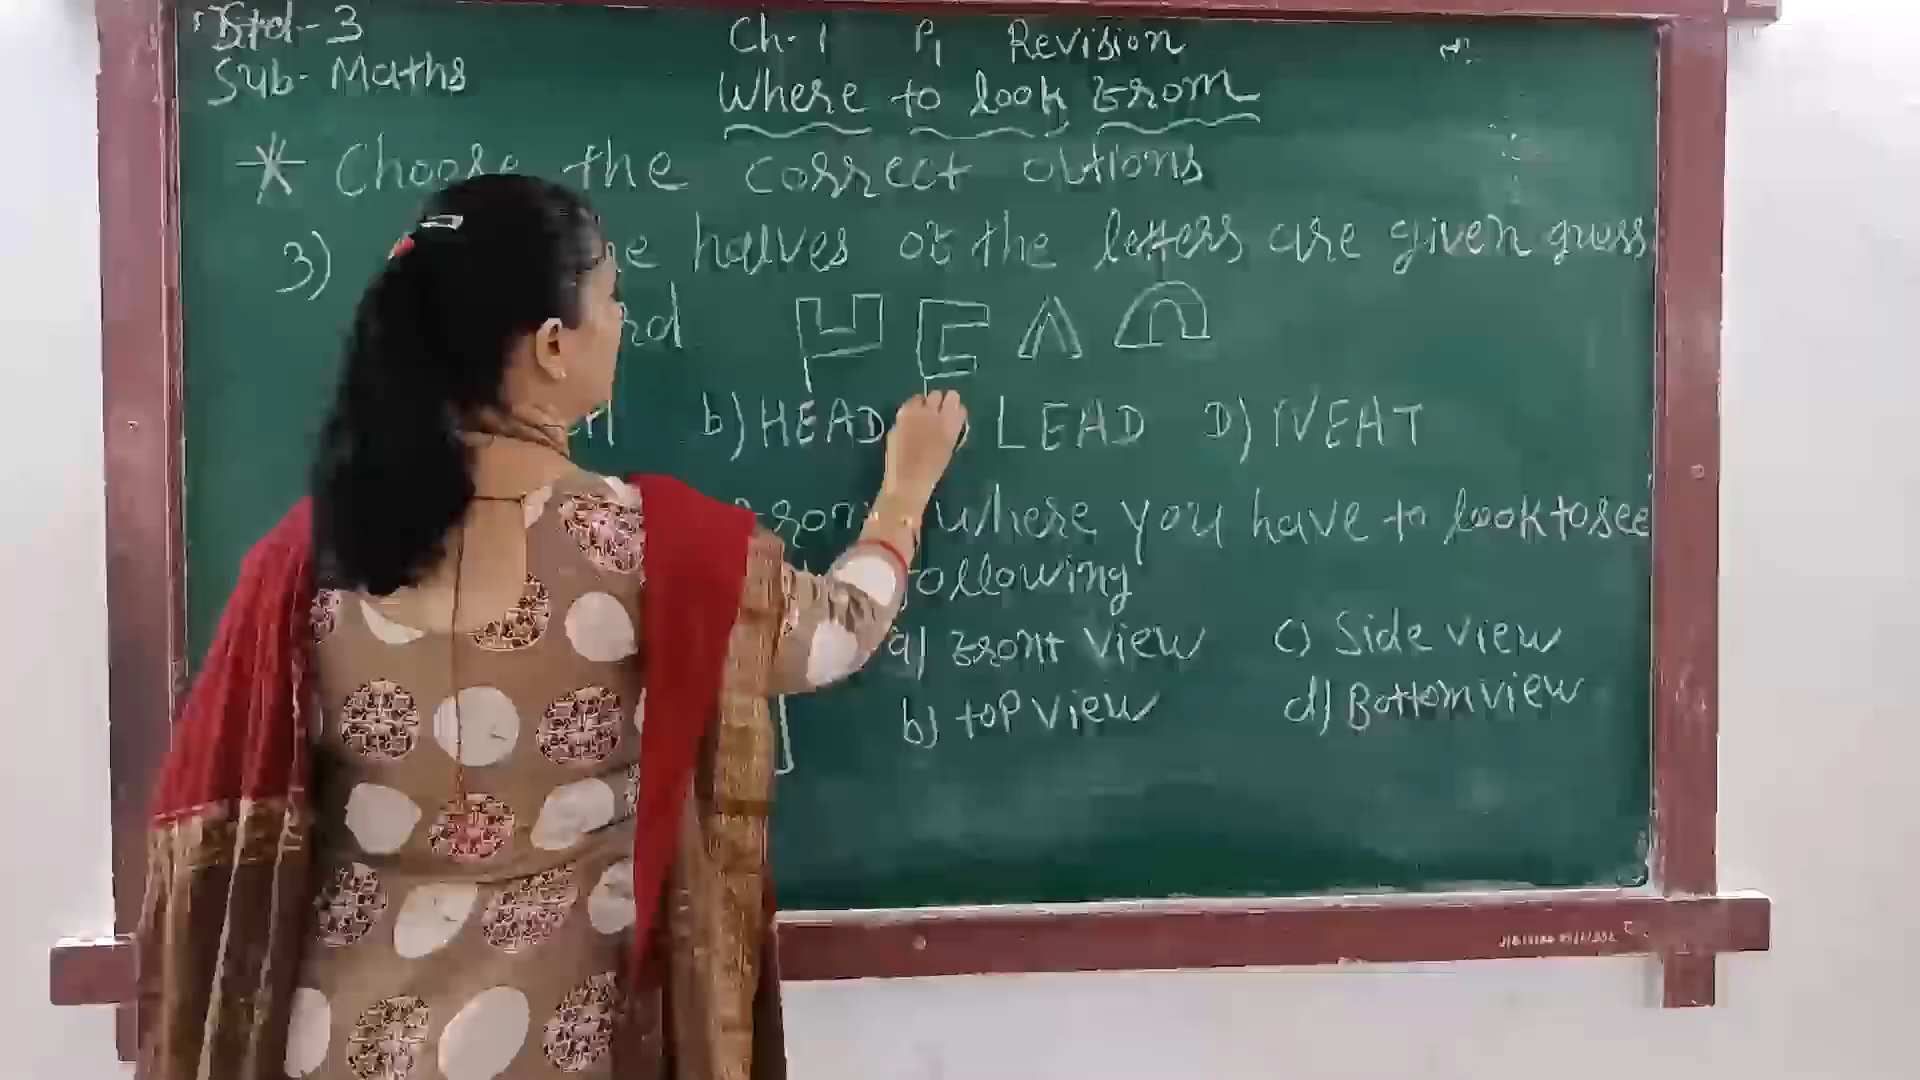 Std-3
Ch-1 P1 Revision
Sub- Maths
Where to look From
* Choose the correct options
3) halves of the letters are given guess
b) HEAD LEAD D) NEAT
where you have to look to see
following
a) Front view c) Side view
b) top view d) Bottom view